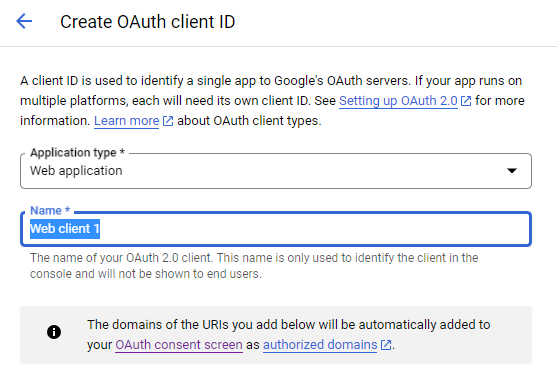 Create OAuth client ID
A client ID is used to identify a single app to Google's OAuth servers. If your app runs on
multiple platforms, each will need its own client ID. See Setting up OAuth 2.0 for more
information. Learn more about OAuth client types.
Application type *
Web application
Name *
Web client 1
The name of your OAuth 2.0 client. This name is only used to identify the client in the
console and will not be shown to end users.
The domains of the URIs you add below will be automatically added to
your OAuth consent screen as authorized domains.